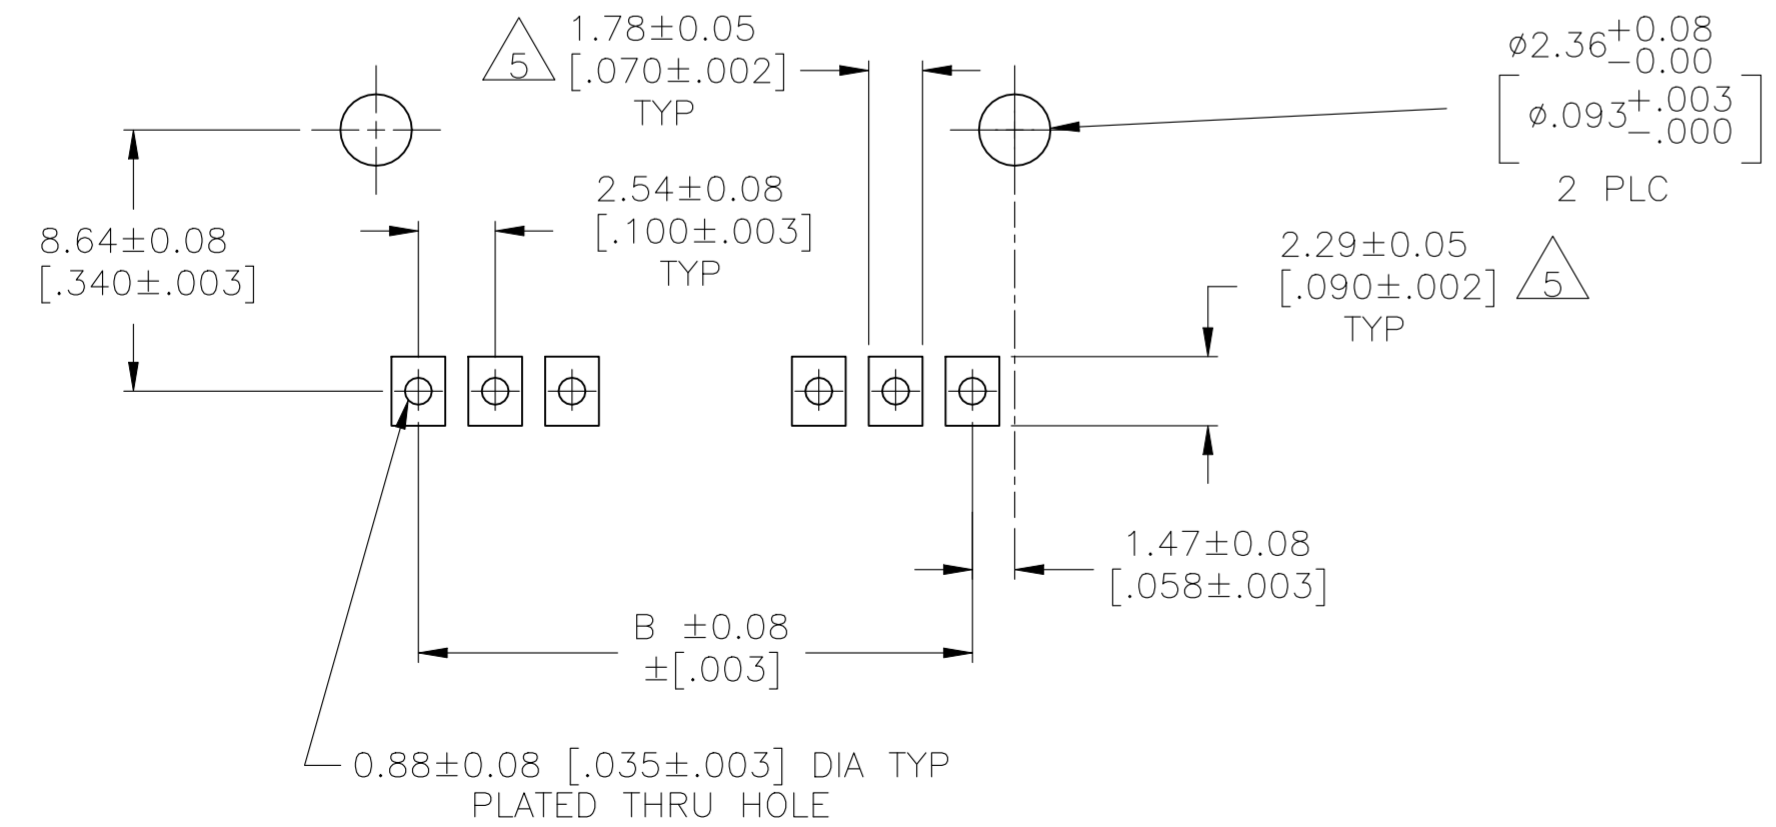 5
1.78±0.05
[.070±.002]
TYP
⌀2.36+0.08
−0.00
[⌀.093+.003
−.000]
2 PLC
2.54±0.08
[.100±.003]
TYP
8.64±0.08
[.340±.003]
2.29±0.05
[.090±.002] 5
TYP
1.47±0.08
[.058±.003]
B ±0.08
±[.003]
0.88±0.08 [.035±.003] DIA TYP
PLATED THRU HOLE